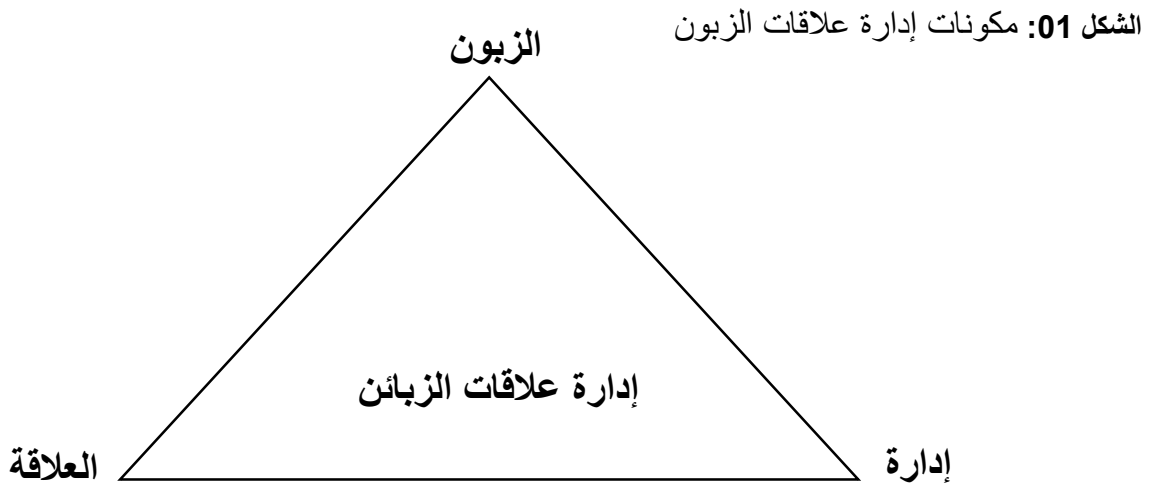 الشكل 01: مكونات إدارة علاقات الزبون
الزبون
إدارة علاقات الزبائن
إدارة
العلاقة